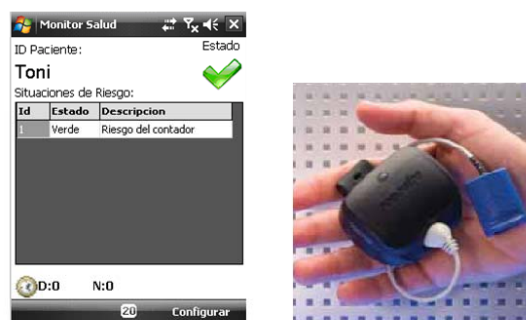 Monitor Salud
ID Paciente:
Estado
Toni
Situaciones de Riesgo:
Id Estado Descripcion
1 Verde Riesgo del contador
D:0 N:0
20 Configurar